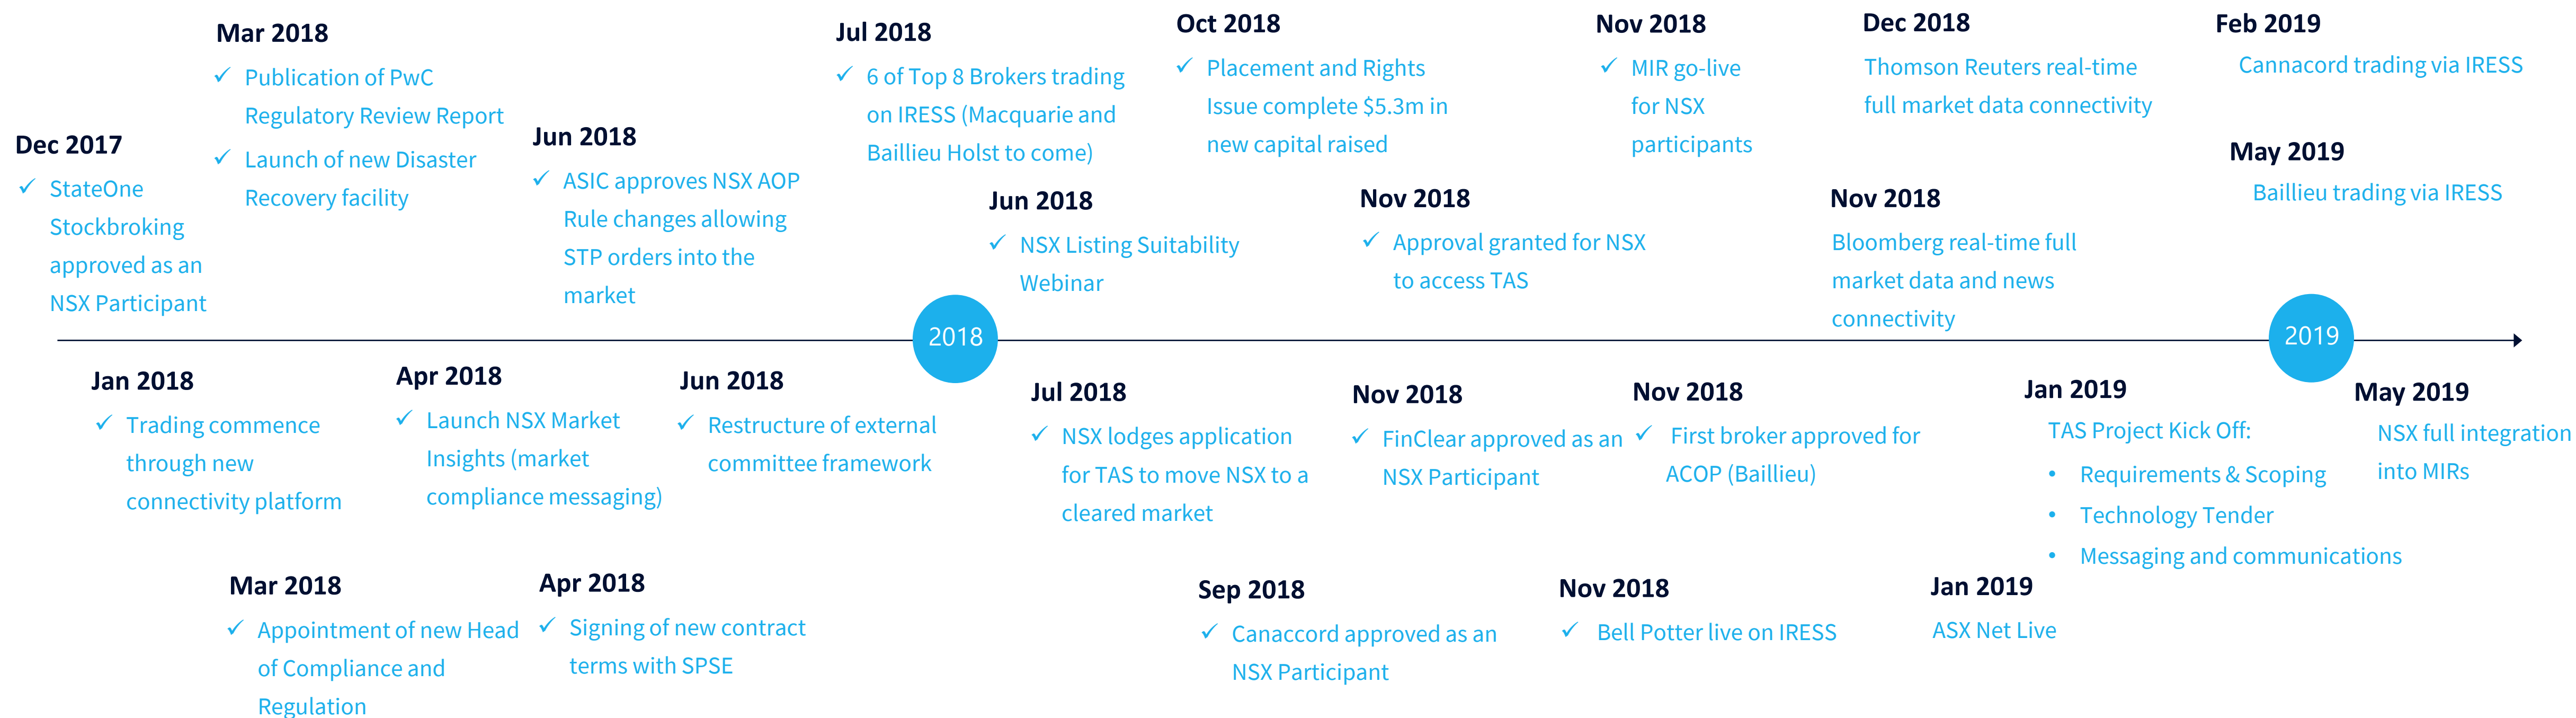 Dec 2017
✓ StateOne
Stockbroking
approved as an
NSX Participant
Mar 2018
✓ Publication of PwC
Regulatory Review Report
✓ Launch of new Disaster
Recovery facility
Jun 2018
✓ ASIC approves NSX AOP
Rule changes allowing
STP orders into the
market
Jul 2018
✓ 6 of Top 8 Brokers trading
on IRESS (Macquarie and
Baillieu Holst to come)
Jun 2018
✓ NSX Listing Suitability
Webinar
Oct 2018
✓ Placement and Rights
Issue complete $5.3m in
new capital raised
Nov 2018
✓ Approval granted for NSX
to access TAS
Nov 2018
✓ MIR go-live
for NSX
participants
Dec 2018
Thomson Reuters real-time
full market data connectivity
Nov 2018
Bloomberg real-time full
market data and news
connectivity
Feb 2019
Cannacord trading via IRESS
May 2019
Baillieu trading via IRESS
2018
2019
Jan 2018
✓ Trading commence
through new
connectivity platform
Apr 2018
✓ Launch NSX Market
Insights (market
compliance messaging)
Jun 2018
✓ Restructure of external
committee framework
Jul 2018
✓ NSX lodges application
for TAS to move NSX to a
cleared market
Nov 2018
✓ FinClear approved as an
NSX Participant
Nov 2018
✓ First broker approved for
ACOP (Baillieu)
Jan 2019
TAS Project Kick Off:
• Requirements & Scoping
• Technology Tender
• Messaging and communications
May 2019
NSX full integration
into MIRs
Mar 2018
✓ Appointment of new Head
of Compliance and
Regulation
Apr 2018
✓ Signing of new contract
terms with SPSE
Sep 2018
✓ Canaccord approved as an
NSX Participant
Nov 2018
✓ Bell Potter live on IRESS
Jan 2019
ASX Net Live